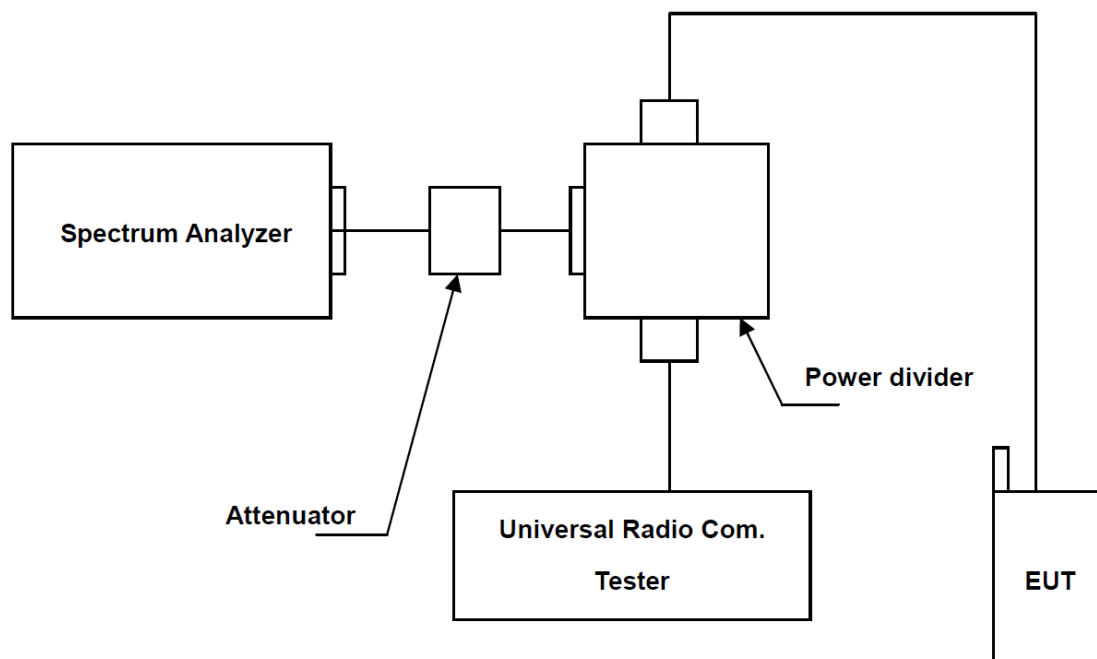 Spectrum Analyzer
Power divider
Attenuator
Universal Radio Com.
Tester
EUT